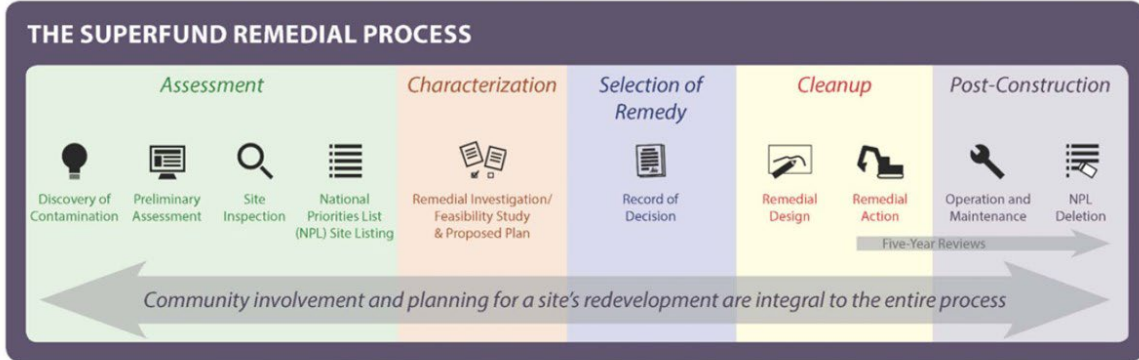 THE SUPERFUND REMEDIAL PROCESS
Assessment
Discovery of
Contamination
Preliminary
Assessment
Site
Inspection
National
Priorities List
(NPL) Site Listing
Characterization
Remedial Investigation/
Feasibility Study
& Proposed Plan
Selection of
Remedy
Record of
Decision
Cleanup
Remedial
Design
Remedial
Action
Post-Construction
Operation and
Maintenance
NPL
Deletion
Five-Year Reviews
Community involvement and planning for a site's redevelopment are integral to the entire process